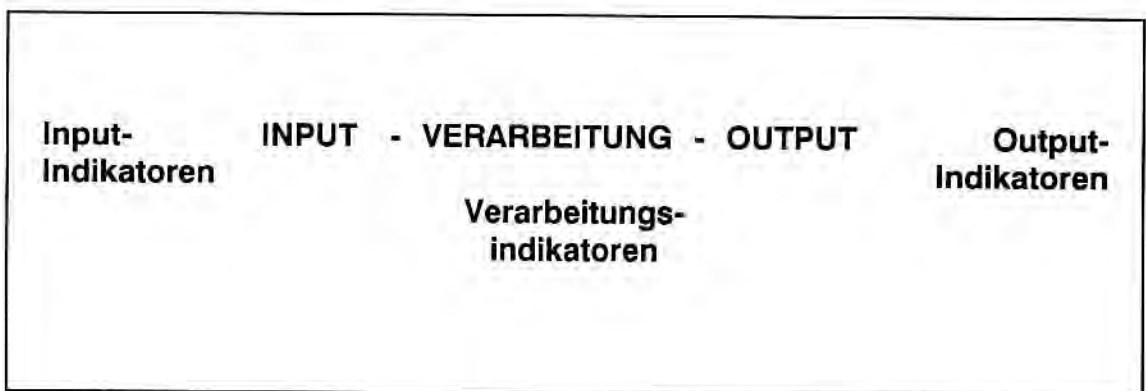 Input-
Indikatoren
INPUT - VERARBEITUNG - OUTPUT
Output-
Indikatoren
Verarbeitungs-
indikatoren